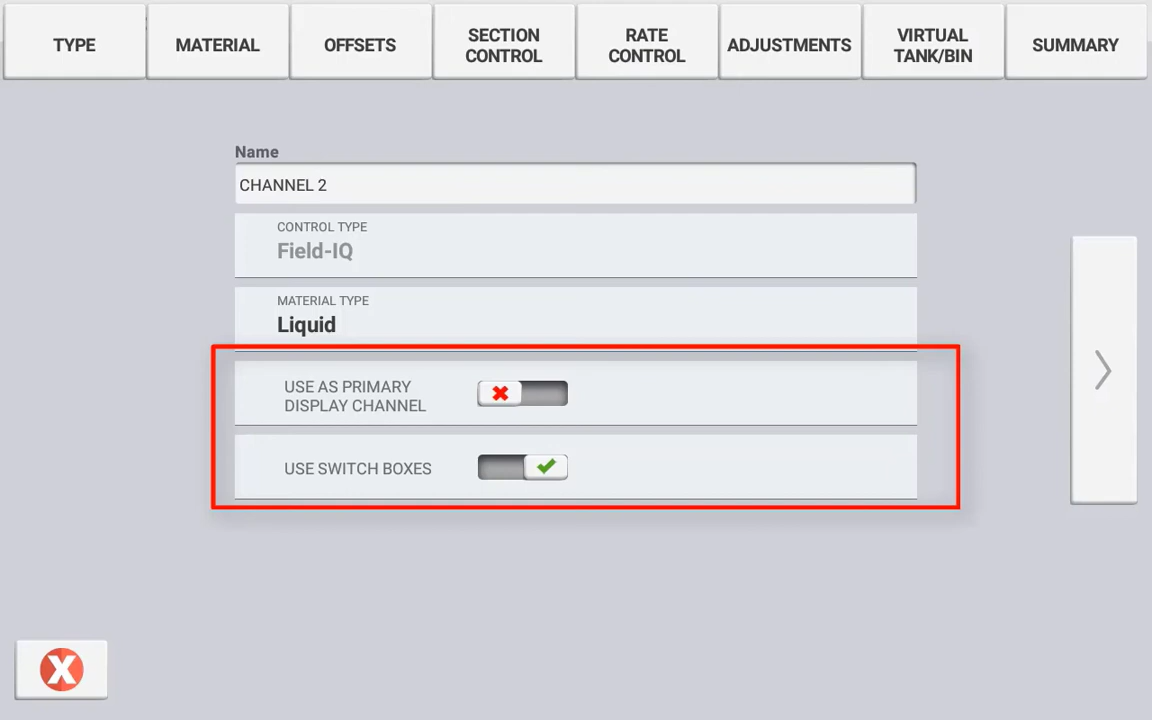 TYPE
MATERIAL
OFFSETS
SECTION
CONTROL
RATE
CONTROL
ADJUSTMENTS
VIRTUAL
TANK/BIN
SUMMARY
Name
CHANNEL 2
CONTROL TYPE
Field-IQ
MATERIAL TYPE
Liquid
USE AS PRIMARY
DISPLAY CHANNEL
USE SWITCH BOXES